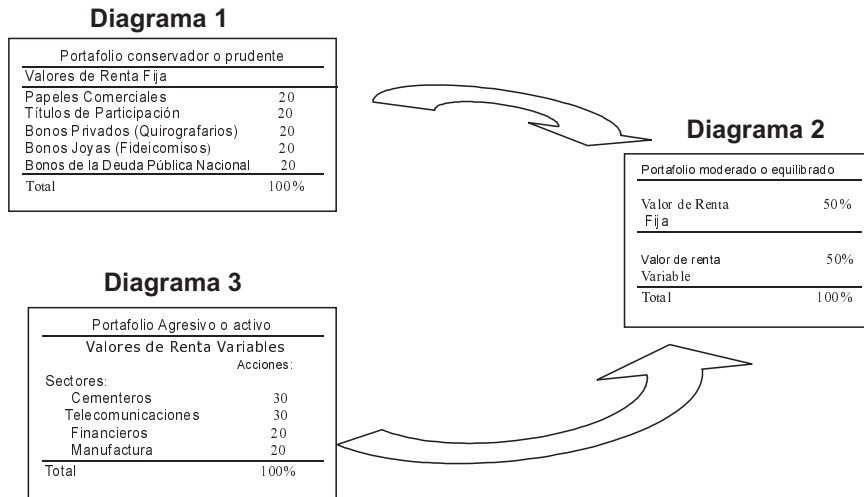 Diagrama 1
Portafolio conservador o prudente
Valores de Renta Fija
Papeles Comerciales 20
Títulos de Participación 20
Bonos Privados (Quirografarios) 20
Bonos Joyas (Fideicomisos) 20
Bonos de la Deuda Pública Nacional 20
Total 100%
Diagrama 2
Portafolio moderado o equilibrado
Valor de Renta 50%
Fija
Valor de renta 50%
Variable
Total 100%
Diagrama 3
Portafolio Agresivo o activo
Valores de Renta Variables
Acciones:
Sectores:
Cementeros 30
Telecomunicaciones 30
Financieros 20
Manufactura 20
Total 100%